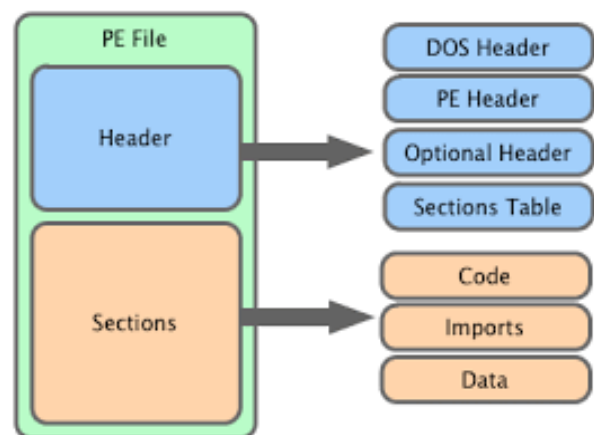 PE File
Header
Sections
DOS Header
PE Header
Optional Header
Sections Table
Code
Imports
Data